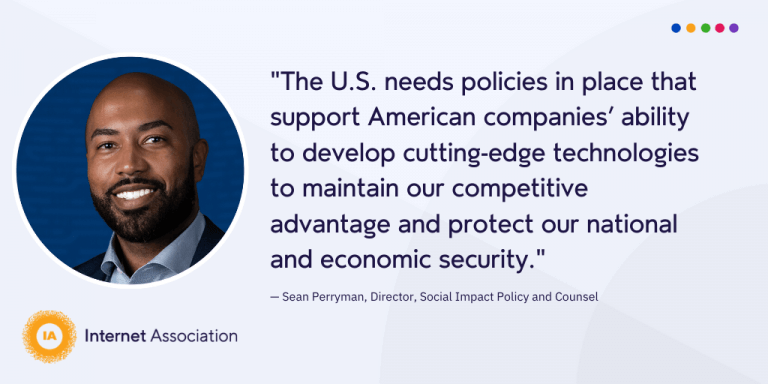 "The U.S. needs policies in place that
support American companies’ ability
to develop cutting-edge technologies
to maintain our competitive
advantage and protect our national
and economic security."
— Sean Perryman, Director, Social Impact Policy and Counsel
IA
Internet Association